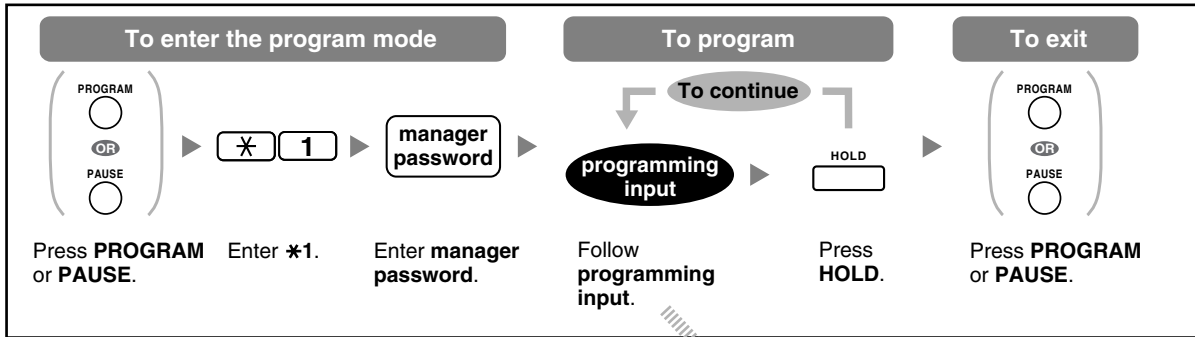 To enter the program mode
To program
To exit
PROGRAM
OR
PAUSE
✳ 1
manager
password
To continue
programming
input
HOLD
PROGRAM
OR
PAUSE
Press PROGRAM
or PAUSE.
Enter ✳1.
Enter manager
password.
Follow
programming
input.
Press
HOLD.
Press PROGRAM
or PAUSE.